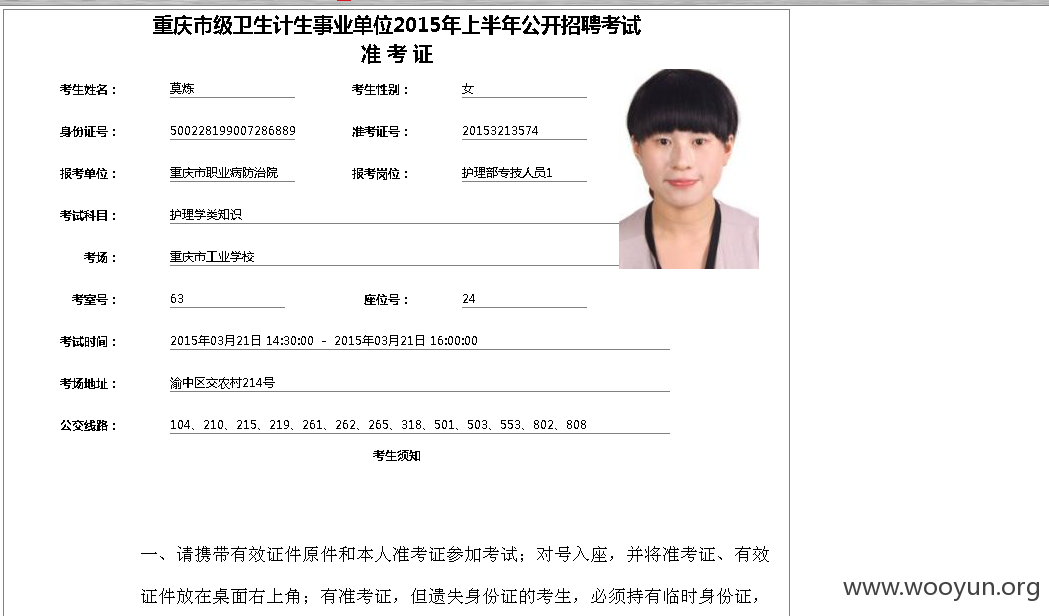 重庆市级卫生计生事业单位2015年上半年公开招聘考试
准 考 证
考生姓名： 莫炼 考生性别： 女
身份证号： 500228199007286889 准考证号： 20153213574
报考单位： 重庆市职业病防治院 报考岗位： 护理部专技人员1
考试科目： 护理学类知识
考场： 重庆市工业学校
考室号： 63 座位号： 24
考试时间： 2015年03月21日 14:30:00 - 2015年03月21日 16:00:00
考场地址： 渝中区交农村214号
公交线路： 104、210、215、219、261、262、265、318、501、503、553、802、808
考生须知
一、请携带有效证件原件和本人准考证参加考试；对号入座，并将准考证、有效
证件放在桌面右上角；有准考证，但遗失身份证的考生，必须持有临时身份证，
www.wooyun.org